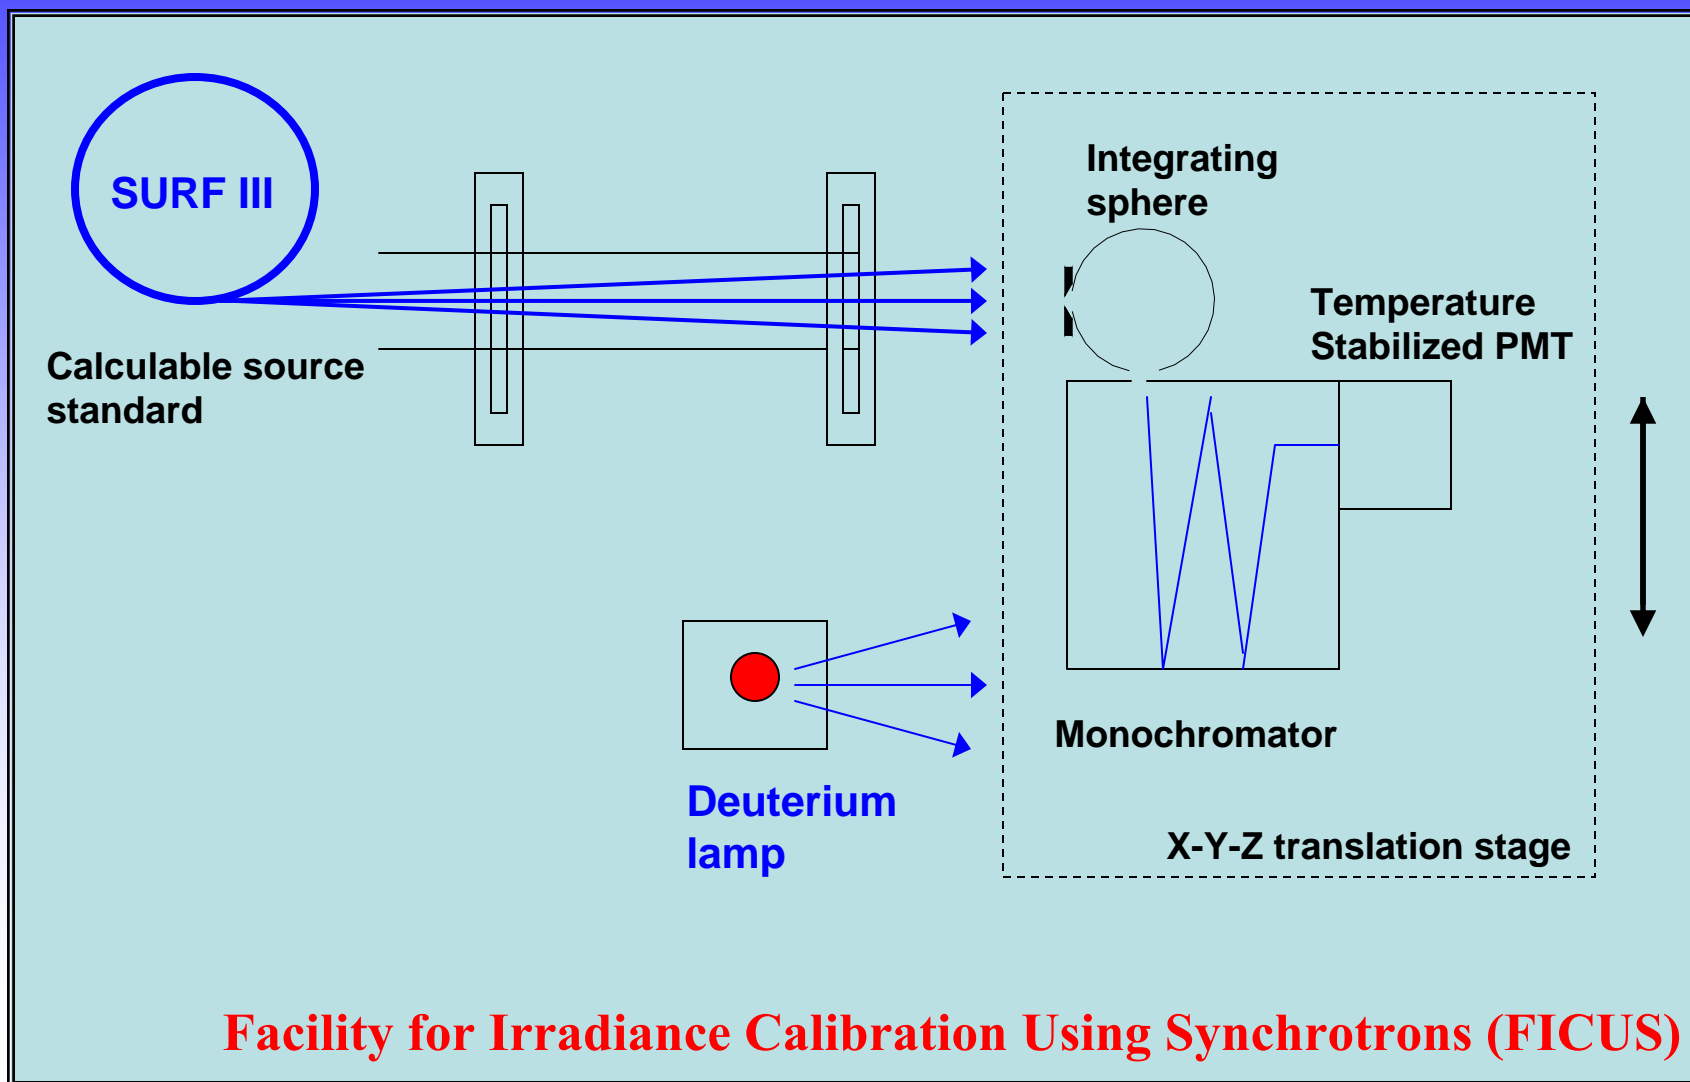 SURF III
Calculable source
standard
Integrating
sphere
Temperature
Stabilized PMT
Monochromator
Deuterium
lamp
X-Y-Z translation stage
Facility for Irradiance Calibration Using Synchrotrons (FICUS)